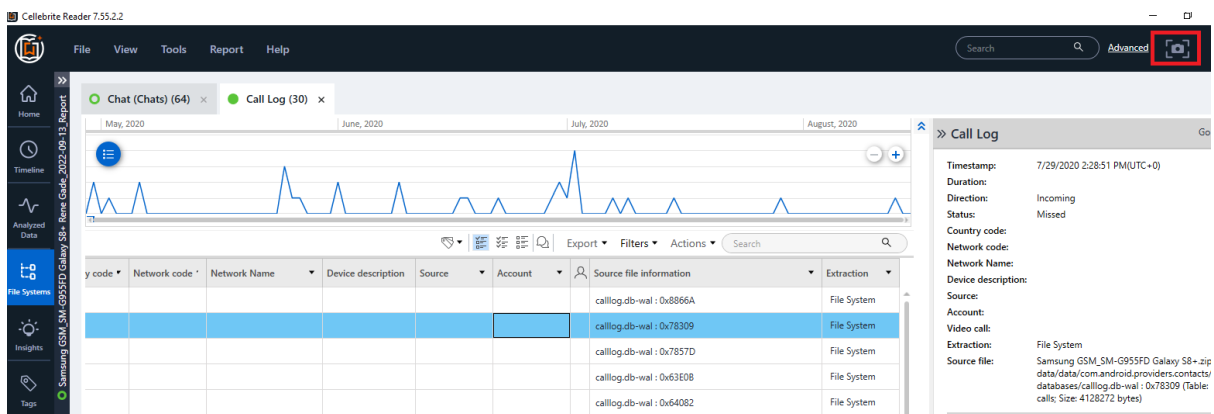 Cellebrite Reader 7.55.2.2
File View Tools Report Help
Search
Advanced
Home
Timeline
Analyzed
Data
File Systems
Insights
Tags
Samsung GSM_SM-G955FD Galaxy S8+ Rene Gade_2022-09-13_Report
Chat (Chats) (64) ×
Call Log (30) ×
May, 2020 June, 2020 July, 2020 August, 2020
Export Filters Actions Search
y code Network code Network Name Device description Source Account Source file information Extraction
calllog.db-wal : 0x8866A File System
calllog.db-wal : 0x78309 File System
calllog.db-wal : 0x7857D File System
calllog.db-wal : 0x63E0B File System
calllog.db-wal : 0x64082 File System
Call Log Go
Timestamp: 7/29/2020 2:28:51 PM(UTC+0)
Duration:
Direction: Incoming
Status: Missed
Country code:
Network code:
Network Name:
Device description:
Source:
Account:
Video call:
Extraction: File System
Source file: Samsung GSM_SM-G955FD Galaxy S8+.zip
data/data/com.android.providers.contacts/
databases/calllog.db-wal : 0x78309 (Table:
calls; Size: 4128272 bytes)